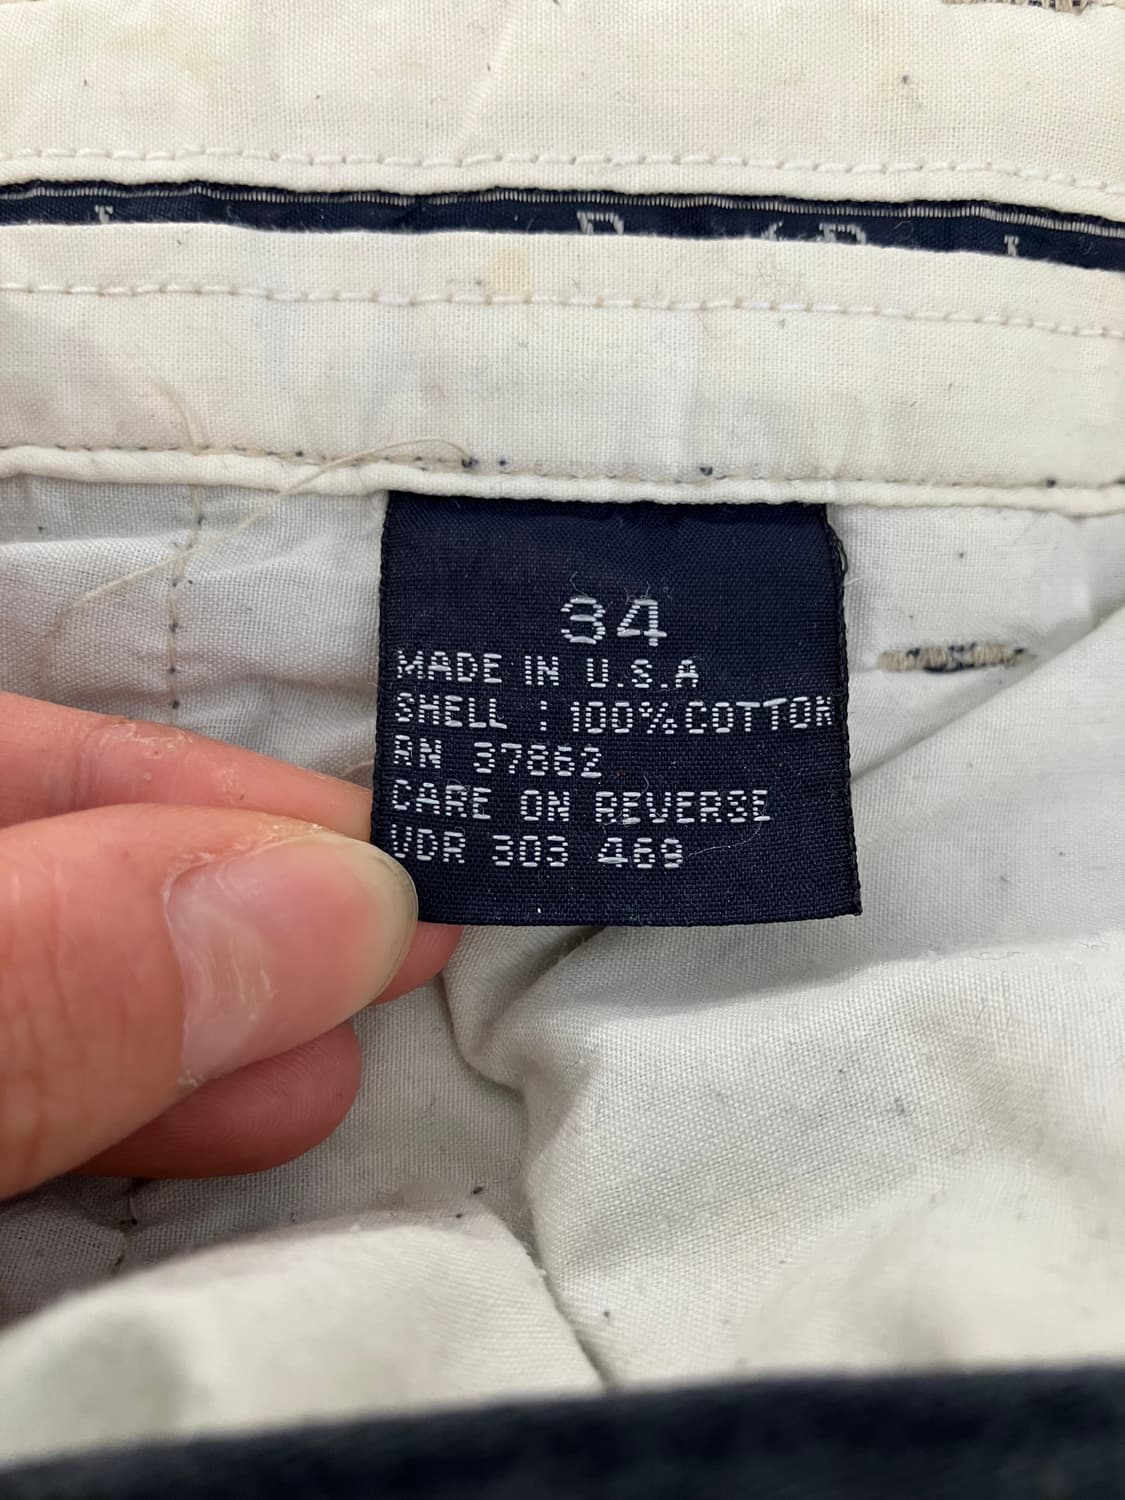 34
MADE IN U.S.A
SHELL : 100%COTTON
RN 37862
CARE ON REVERSE
VDR 303 469